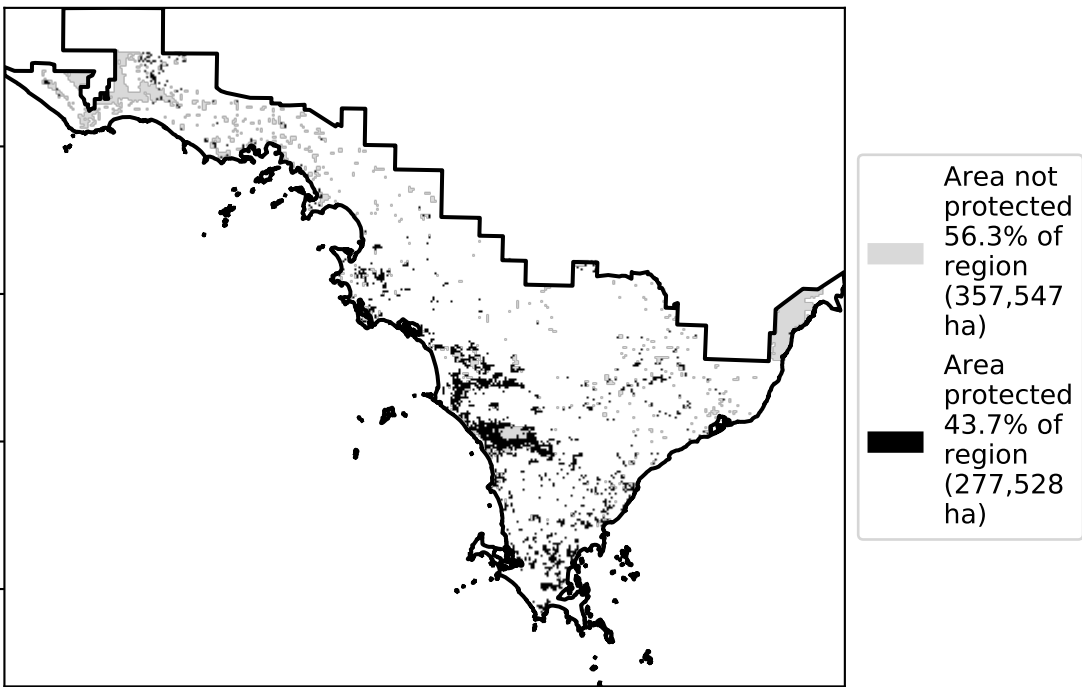 Area not
protected
56.3% of
region
(357,547
ha)
Area
protected
43.7% of
region
(277,528
ha)